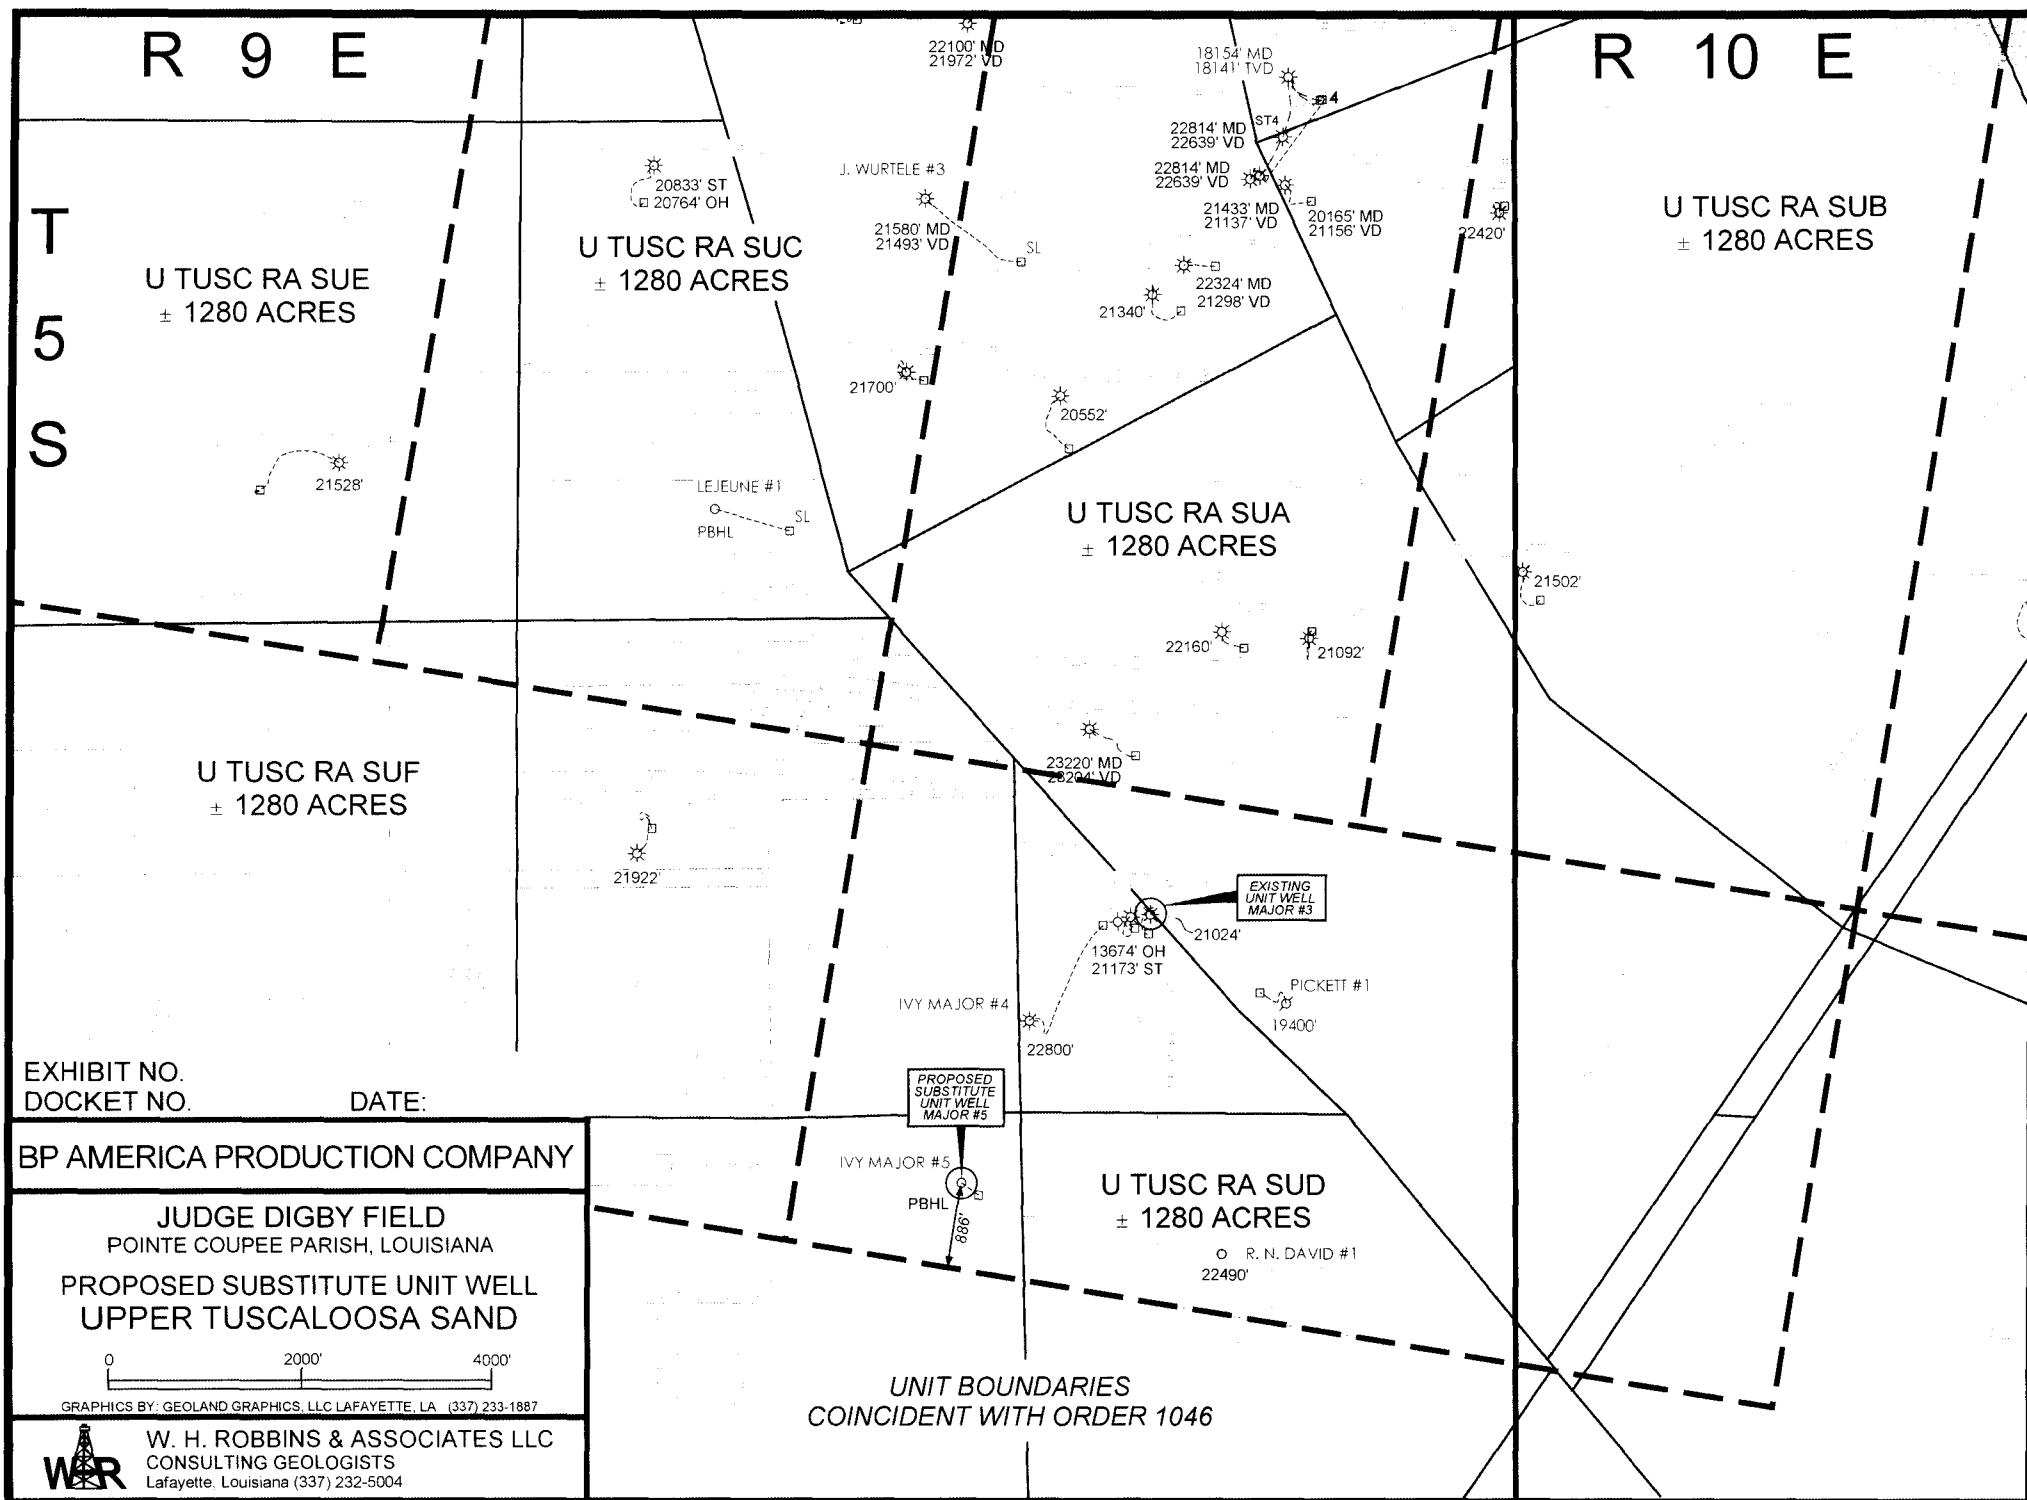 R 9 E
R 10 E
T
5
S
22100' MD
21972' VD
18154' MD
18141' TVD
4
ST4
22814' MD
22639' VD
22814' MD
22639' VD
21433' MD
21137' VD
20165' MD
21156' VD
22420'
20833' ST
20764' OH
J. WURTELE #3
21580' MD
21493' VD
SL
22324' MD
21298' VD
21340'
U TUSC RA SUB
± 1280 ACRES
U TUSC RA SUC
± 1280 ACRES
U TUSC RA SUE
± 1280 ACRES
21700'
20552'
21528'
LEJEUNE #1
SL
PBHL
U TUSC RA SUA
± 1280 ACRES
21502'
22160'
21092'
23220' MD
23204' VD
U TUSC RA SUF
± 1280 ACRES
21922'
EXISTING
UNIT WELL
MAJOR #3
21024'
13674' OH
21173' ST
PICKETT #1
19400'
IVY MAJOR #4
22800'
PROPOSED
SUBSTITUTE
UNIT WELL
MAJOR #5
IVY MAJOR #5
PBHL
886'
U TUSC RA SUD
± 1280 ACRES
R. N. DAVID #1
22490'
UNIT BOUNDARIES
COINCIDENT WITH ORDER 1046
EXHIBIT NO.
DOCKET NO. DATE:
BP AMERICA PRODUCTION COMPANY
JUDGE DIGBY FIELD
POINTE COUPEE PARISH, LOUISIANA
PROPOSED SUBSTITUTE UNIT WELL
UPPER TUSCALOOSA SAND
0 2000' 4000'
GRAPHICS BY: GEOLAND GRAPHICS, LLC LAFAYETTE, LA (337) 233-1887
W R
W. H. ROBBINS & ASSOCIATES LLC
CONSULTING GEOLOGISTS
Lafayette, Louisiana (337) 232-5004